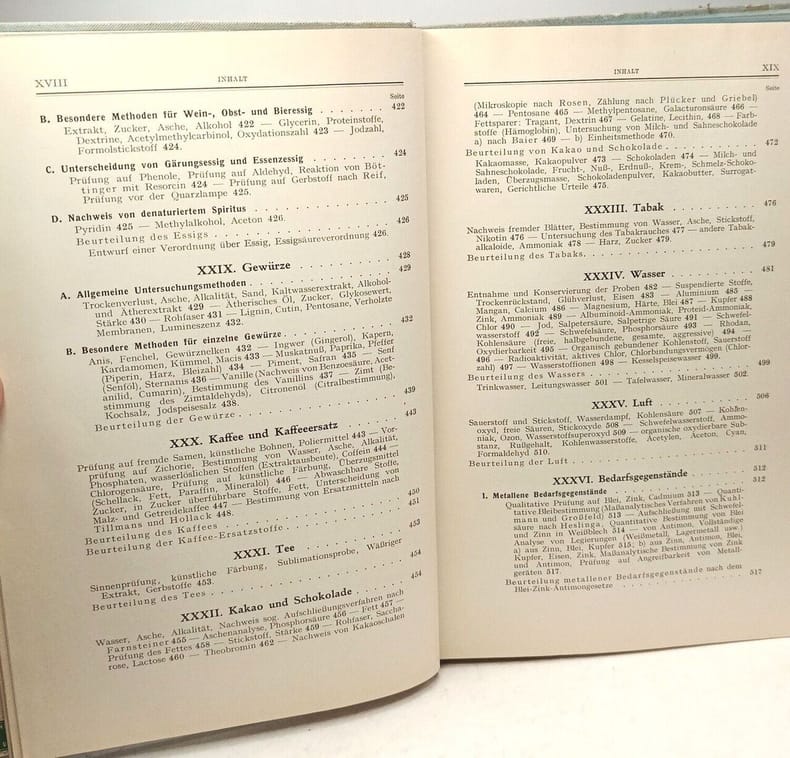 XVIII
INHALT
Seite
B. Besondere Methoden für Wein-, Obst- und Bieressig . . . . . . . 422
Extrakt, Zucker, Asche, Alkohol 422 — Glycerin, Proteinstoffe,
Dextrine, Acetylmethylcarbinol, Oxydationszahl 423 — Jodzahl,
Formolstickstoff 424.
C. Unterscheidung von Gärungsessig und Essenzessig . . . . . . . 424
Prüfung auf Phenole, Prüfung auf Aldehyd, Reaktion von Böt-
tinger mit Resorcin 424 — Prüfung auf Gerbstoff nach Reif,
Prüfung vor der Quarzlampe 425.
D. Nachweis von denaturiertem Spiritus . . . . . . . 425
Pyridin 425 — Methylalkohol, Aceton 426.
Beurteilung des Essigs . . . . . . . 426
Entwurf einer Verordnung über Essig, Essigsäureverordnung 426.
XXIX. Gewürze . . . . . . . 428
A. Allgemeine Untersuchungsmethoden . . . . . . . 429
Trockenverlust, Asche, Alkalität, Sand, Kaltwasserextrakt, Alkohol-
und Ätherextrakt 429 — Ätherisches Öl, Zucker, Glykosewert,
Stärke 430 — Rohfaser 431 — Lignin, Cutin, Pentosane, Verholzte
Membranen, Lumineszenz 432.
B. Besondere Methoden für einzelne Gewürze . . . . . . . 432
Anis, Fenchel, Gewürznelken 432 — Ingwer (Gingerol), Kapern,
Kardamomen, Kümmel, Macis 433 — Muskatnuß, Paprika, Pfeffer
(Piperin, Harz, Bleizahl) 434 — Piment, Safran 435 — Senf
(Senföl), Sternanis 436 — Vanille (Nachweis von Benzoesäure, Acet-
anilid, Cumarin), Bestimmung des Vanillins 437 — Zimt (Be-
stimmung des Zimtaldehyds), Citronenöl (Citralbestimmung),
Kochsalz, Jodspeisesalz 438.
Beurteilung der Gewürze . . . . . . . 439
XXX. Kaffee und Kaffeersatz . . . . . . . 443
Prüfung auf fremde Samen, künstliche Bohnen, Poliermittel 443 — Vor-
prüfung auf Zichorie, Bestimmung von Wasser, Asche, Alkalität,
Phosphaten, wasserlöslichen Stoffen (Extraktausbeute), Coffein 444 —
Chlorogensäure, Prüfung auf künstliche Färbung, Überzugsmittel
(Schellack, Fett, Paraffin, Mineralöl) 446 — Abwaschbare Stoffe,
Zucker, in Zucker überführbare Stoffe, Fett, Unterscheidung von
Malz- und Getreidekaffee 447 — Bestimmung von Ersatzmitteln nach
Tillmans und Hollack 448.
Beurteilung des Kaffees . . . . . . . 450
Beurteilung der Kaffee-Ersatzstoffe . . . . . . . 451
XXXI. Tee . . . . . . . 453
Sinnenprüfung, künstliche Färbung, Sublimationsprobe, Wäßriger
Extrakt, Gerbstoffe 453.
Beurteilung des Tees . . . . . . . 454
XXXII. Kakao und Schokolade . . . . . . . 454
Wasser, Asche, Alkalität, Nachweis sog. Aufschließungsverfahren nach
Farnsteiner 455 — Aschenanalyse, Phosphorsäure 456 — Fett 457 —
Prüfung des Fettes 458 — Stickstoff, Stärke 459 — Rohfaser, Saccha-
rose, Lactose 460 — Theobromin 462 — Nachweis von Kakaoschalen
INHALT
XIX
Seite
(Mikroskopie nach Rosen, Zählung nach Plücker und Griebel)
464 — Pentosane 465 — Methylpentosane, Galacturonsäure 466 —
Fettsparer: Tragant, Dextrin 467 — Gelatine, Lecithin, 468 — Farb-
stoffe (Hämoglobin), Untersuchung von Milch- und Sahneschokolade
a) nach Baier 469 — b) Einheitsmethode 470.
Beurteilung von Kakao und Schokolade . . . . . . . 472
Kakaomasse, Kakaopulver 473 — Schokoladen 474 — Milch- und
Sahneschokolade, Frucht-, Nuß-, Erdnuß-, Krem-, Schmelz-Schoko-
laden, Überzugsmasse, Schokoladenpulver, Kakaobutter, Surrogat-
waren, Gerichtliche Urteile 475.
XXXIII. Tabak . . . . . . . 476
Nachweis fremder Blätter, Bestimmung von Wasser, Asche, Stickstoff,
Nikotin 476 — Untersuchung des Tabakrauches 477 — andere Tabak-
alkaloide, Ammoniak 478 — Harz, Zucker 479.
Beurteilung des Tabaks . . . . . . . 479
XXXIV. Wasser . . . . . . . 481
Entnahme und Konservierung der Proben 482 — Suspendierte Stoffe,
Trockenrückstand, Glühverlust, Eisen 483 — Aluminium 485 —
Mangan, Calcium 486 — Magnesium, Härte, Blei 487 — Kupfer 488
Zink, Ammoniak 489 — Albuminoid-Ammoniak, Proteid-Ammoniak,
Chlor 490 — Jod, Salpetersäure, Salpetrige Säure 491 — Schwefel-
wasserstoff 492 — Schwefelsäure, Phosphorsäure 493 — Rhodan,
Kohlensäure (freie, halbgebundene, gesamte, aggressive) 494 —
Oxydierbarkeit 495 — Organisch gebundener Kohlenstoff, Sauerstoff
496 — Radioaktivität, aktives Chlor, Chlorbindungsvermögen (Chlor-
zahl) 497 — Wasserstoffionen 498 — Kesselspeisewasser 499.
Beurteilung des Wassers . . . . . . . 499
Trinkwasser, Leitungswasser 501 — Tafelwasser, Mineralwasser 502.
XXXV. Luft . . . . . . . 506
Sauerstoff und Stickstoff, Wasserdampf, Kohlensäure 507 — Kohlen-
oxyd, freie Säuren, Stickoxyde 508 — Schwefelwasserstoff, Ammo-
niak, Ozon, Wasserstoffsuperoxyd 509 — organische oxydierbare Sub-
stanz, Rußgehalt, Kohlenwasserstoffe, Acetylen, Aceton, Cyan,
Formaldehyd 510.
Beurteilung der Luft . . . . . . . 511
XXXVI. Bedarfsgegenstände . . . . . . . 512
1. Metallene Bedarfsgegenstände . . . . . . . 512
Qualitative Prüfung auf Blei, Zink, Cadmium 513 — Quanti-
tative Bleibestimmung (Maßanalytisches Verfahren von Kuhl-
mann und Großfeld) 513 — Aufschließung mit Schwefel-
säure nach Heslinga, Quantitative Bestimmung von Blei
und Zinn in Weißblech 514 — von Antimon, Vollständige
Analyse von Legierungen (Weißmetall, Lagermetall usw.)
a) aus Zinn, Blei, Kupfer 515; b) aus Zinn, Antimon, Blei,
Kupfer, Eisen, Zink, Maßanalytische Bestimmung von Zink
und Antimon, Prüfung auf Angreifbarkeit von Metall-
geräten 517.
Beurteilung metallener Bedarfsgegenstände nach dem
Blei-Zink-Antimongesetze . . . . . . . 517